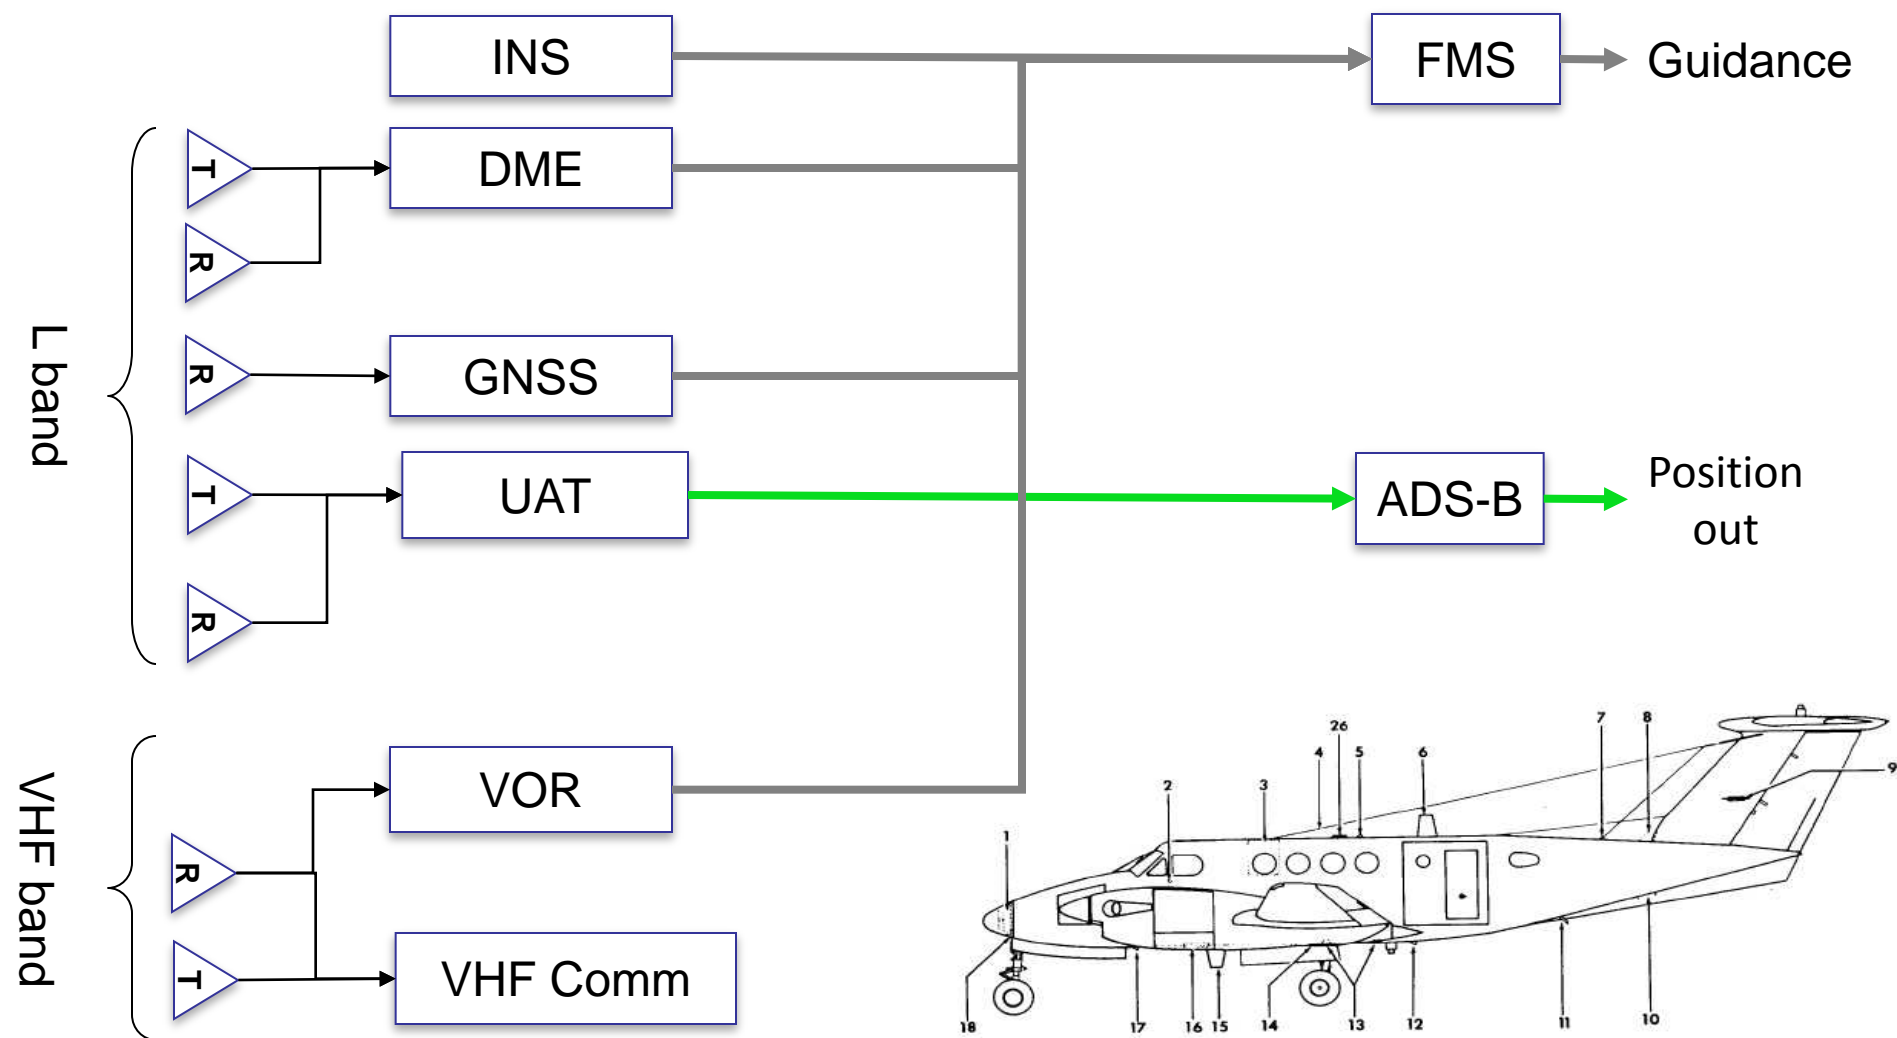 INS
FMS
Guidance
T
DME
R
L band
R
GNSS
T
UAT
ADS-B
Position
out
R
VHF band
VOR
R
T
VHF Comm
7
8
26
4
5
6
9
2
3
1
18
17
16
15
14
13
12
11
10